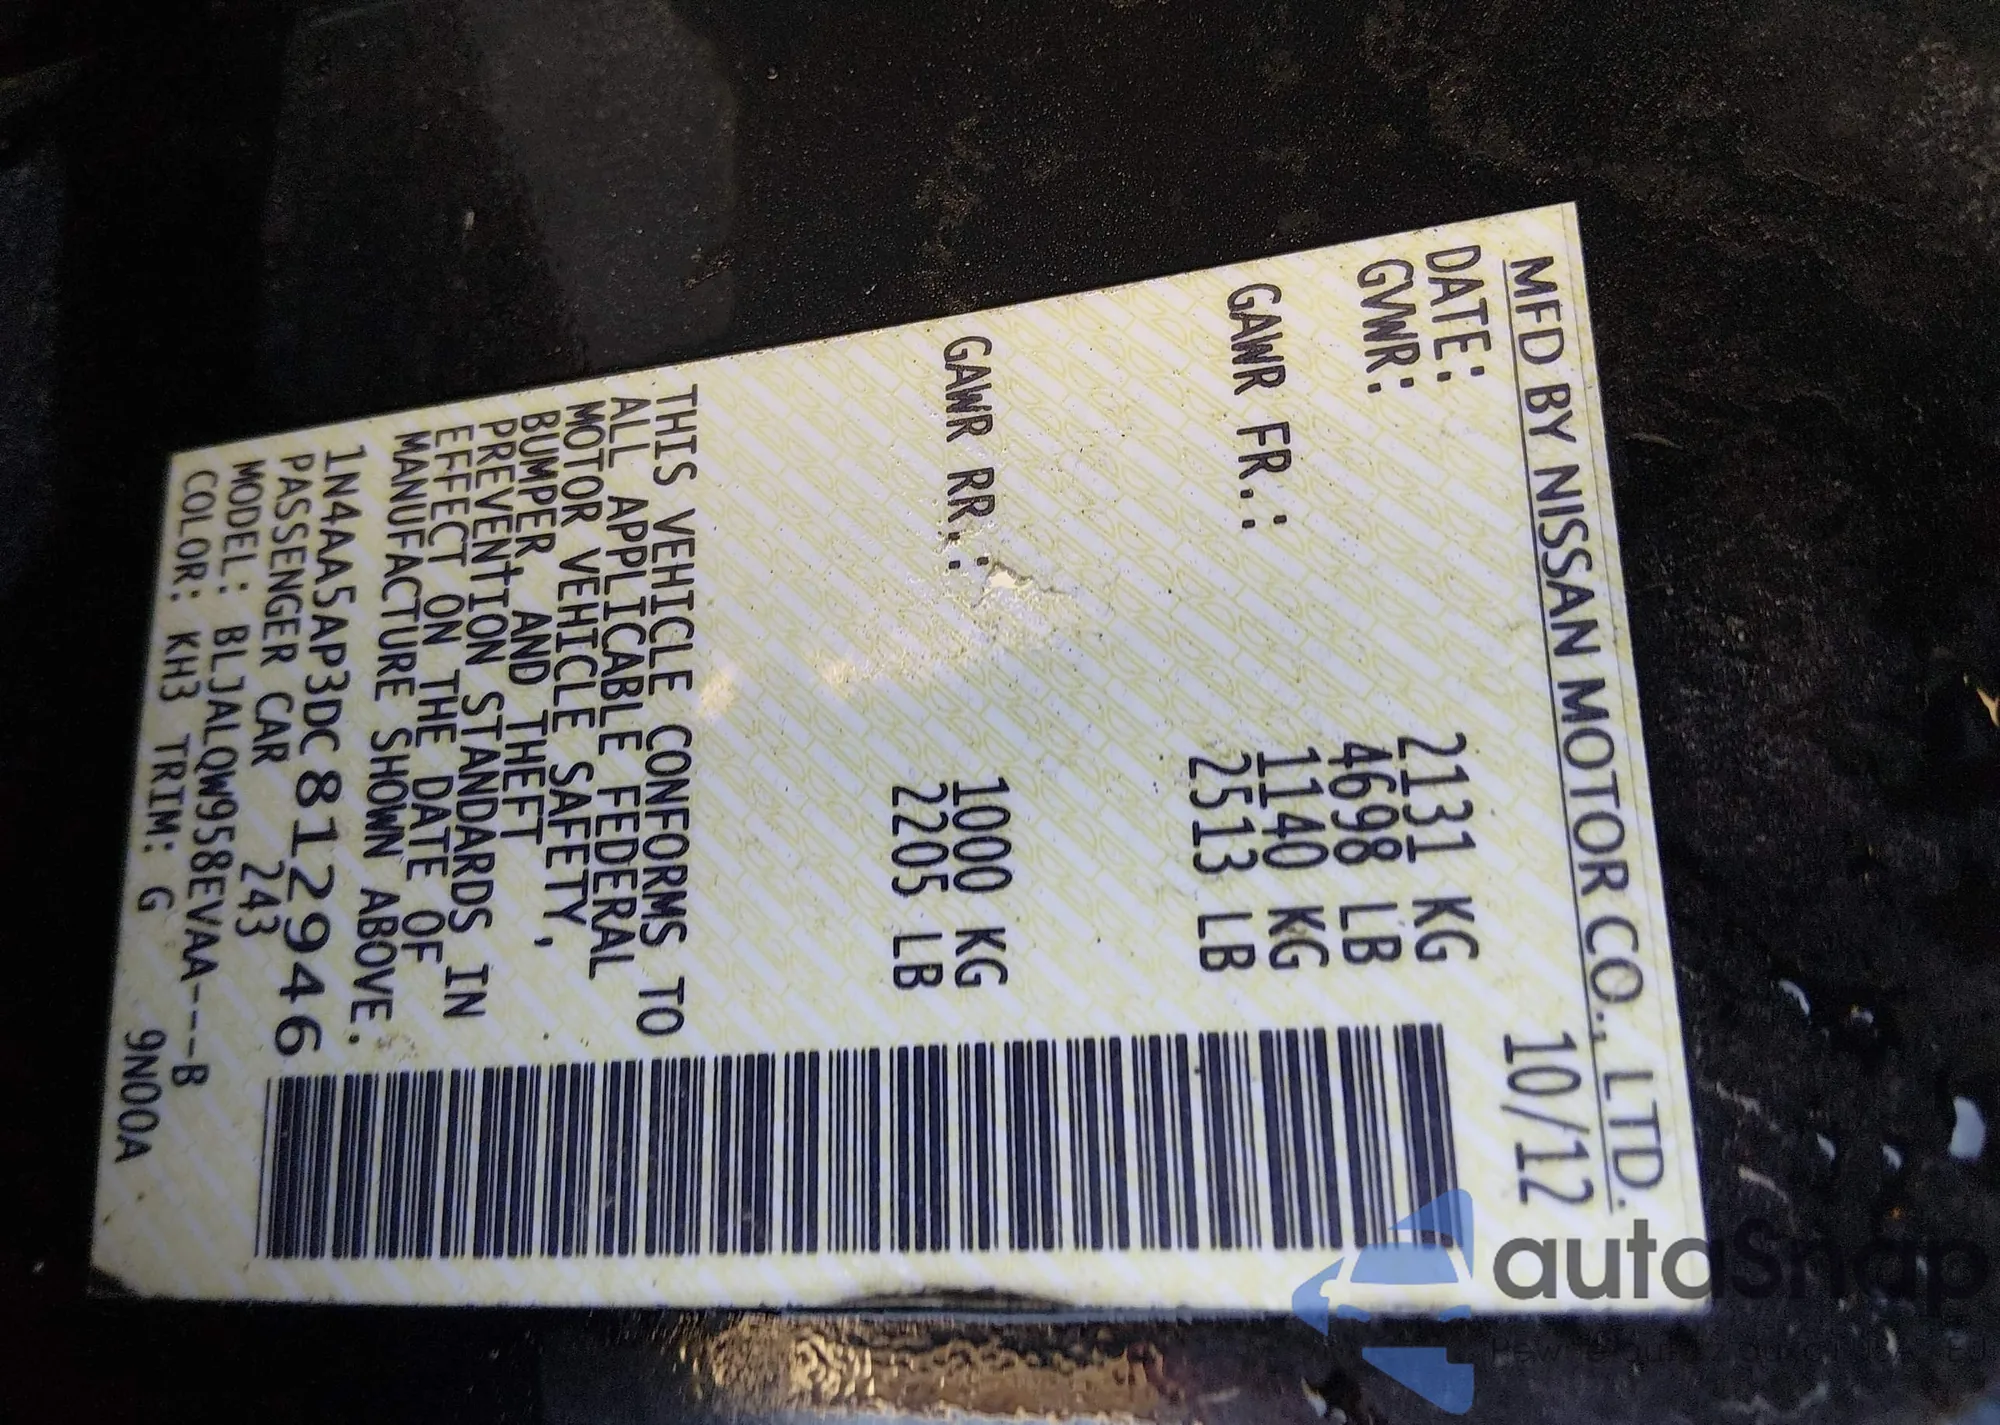 MFD BY NISSAN MOTOR CO., LTD.
DATE: 10/12
GVWR: 2131 KG
4698 LB
GAWR FR.: 1140 KG
2513 LB
GAWR RR.: 1000 KG
2205 LB
THIS VEHICLE CONFORMS TO
ALL APPLICABLE FEDERAL
MOTOR VEHICLE SAFETY,
BUMPER AND THEFT
PREVENTION STANDARDS IN
EFFECT ON THE DATE OF
MANUFACTURE SHOWN ABOVE.
1N4AA5AP3DC812946
PASSENGER CAR 243
MODEL: BLJALQW958EVAA---B
COLOR: KH3 TRIM: G 9N00A
autoSnap